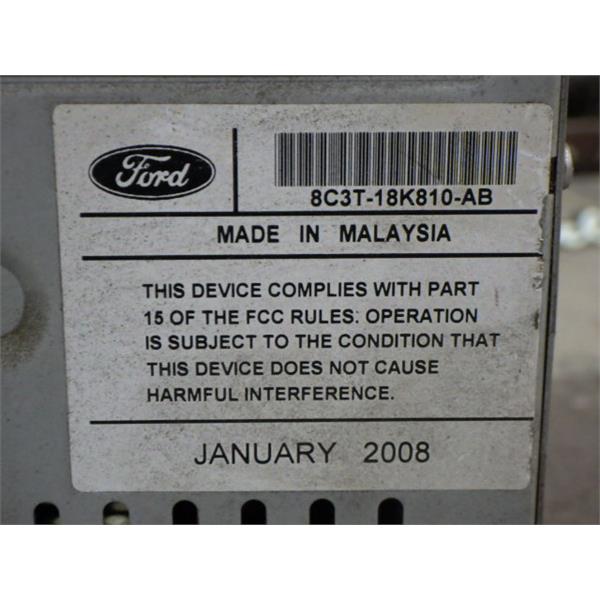 Ford
8C3T-18K810-AB
MADE IN MALAYSIA
THIS DEVICE COMPLIES WITH PART
15 OF THE FCC RULES: OPERATION
IS SUBJECT TO THE CONDITION THAT
THIS DEVICE DOES NOT CAUSE
HARMFUL INTERFERENCE.
JANUARY 2008